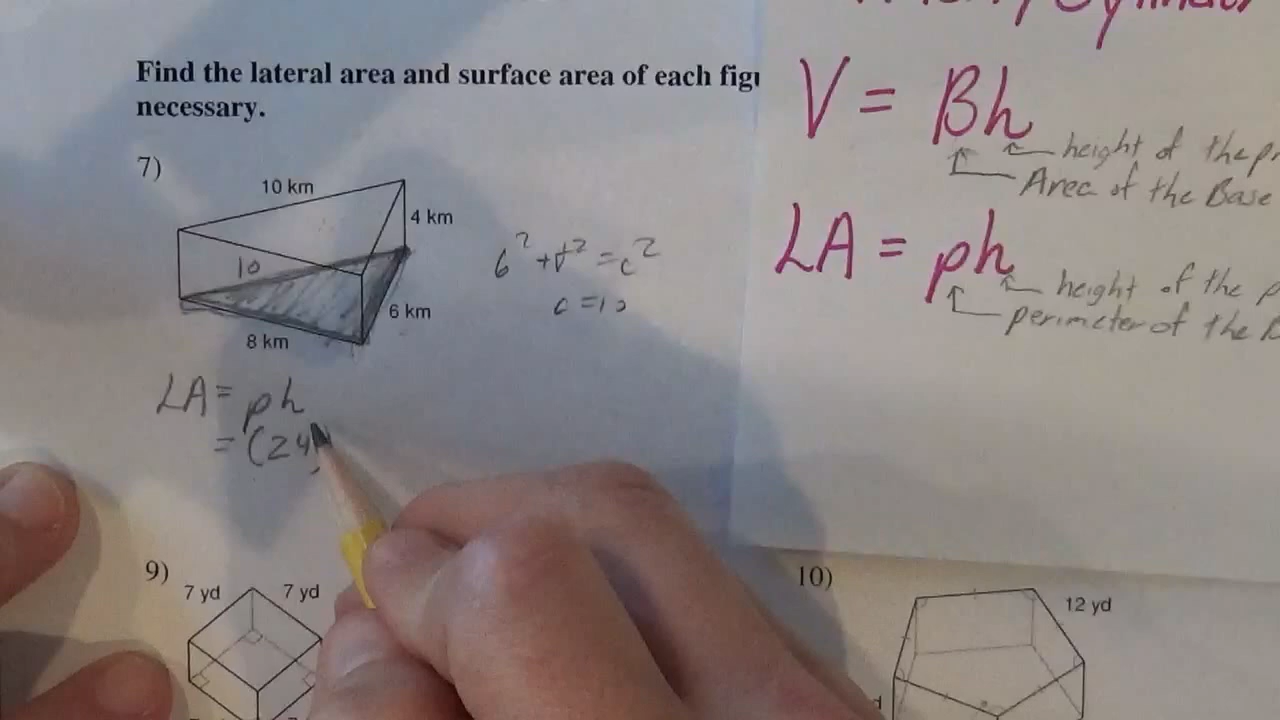 Find the lateral area and surface area of each
necessary.
7)
10 km
4 km
10
6 km
8 km
6² + 8² = c²
c = 10
LA = ph
= (24)
9)
7 yd
7 yd
10)
12 yd
V = Bh
height of the
Area of the Base
LA = ph
height of the
perimeter of the